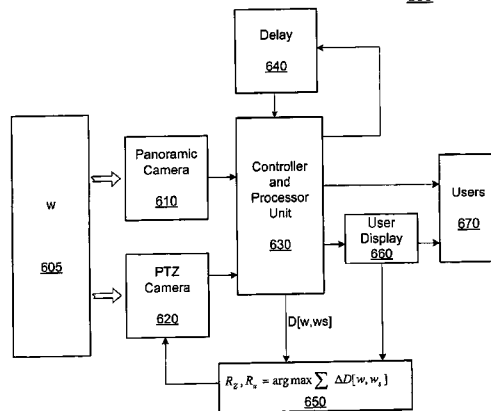 Delay
640
w
605
Panoramic
Camera
610
Controller
and
Processor
Unit
630
Users
670
User
Display
660
PTZ
Camera
620
D[w,ws]
R_Z, R_u = arg max ∑ ΔD[w, w_s]
650